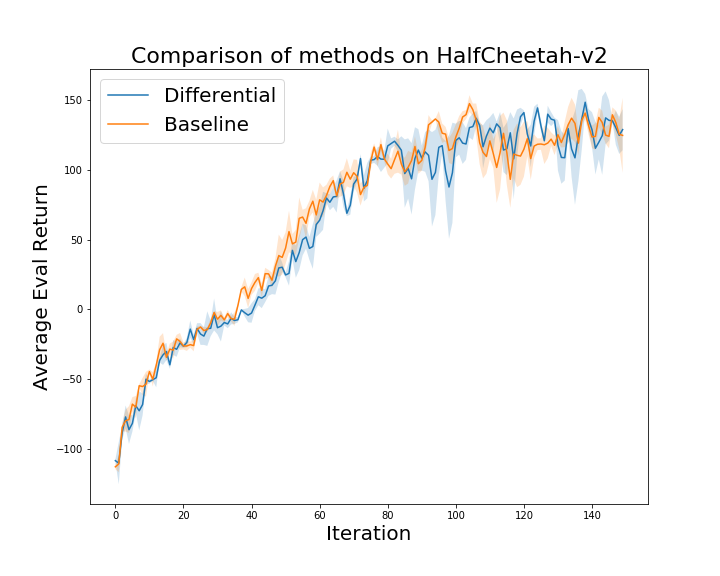 Comparison of methods on HalfCheetah-v2
Differential
Baseline
Average Eval Return
150
100
50
0
−50
−100
0 20 40 60 80 100 120 140
Iteration